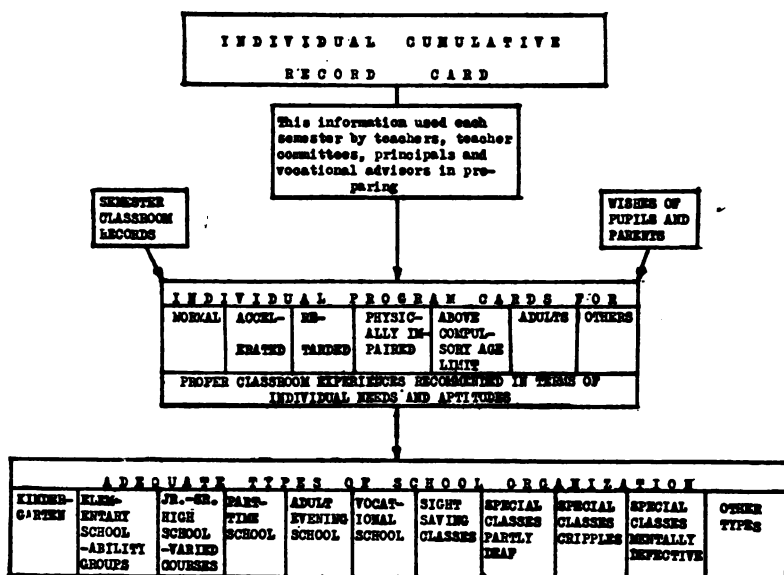 INDIVIDUAL CUMULATIVE
RECORD CARD
This information used each
semester by teachers, teacher
committees, principals and
vocational advisors in pre-
paring
SEMESTER
CLASSROOM
RECORDS
WISHES OF
PUPILS AND
PARENTS
INDIVIDUAL PROGRAM CARDS FOR
NORMAL
ACCEL-
ERATED
RE-
TARDED
PHYSIC-
ALLY IM-
PAIRED
ABOVE
COMPUL-
SORY AGE
LIMIT
ADULTS
OTHERS
PROPER CLASSROOM EXPERIENCES RECOMMENDED IN TERMS OF
INDIVIDUAL NEEDS AND APTITUDES
ADEQUATE TYPES OF SCHOOL ORGANIZATION
KINDER-
GARTEN
ELEM-
ENTARY
SCHOOL
-ABILITY
GROUPS
JR.-SR.
HIGH
SCHOOL
-VARIED
COURSES
PART-
TIME
SCHOOL
ADULT
EVENING
SCHOOL
VOCAT-
IONAL
SCHOOL
SIGHT
SAVING
CLASSES
SPECIAL
CLASSES
PARTLY
DEAF
SPECIAL
CLASSES
CRIPPLES
SPECIAL
CLASSES
MENTALLY
DEFECTIVE
OTHER
TYPES